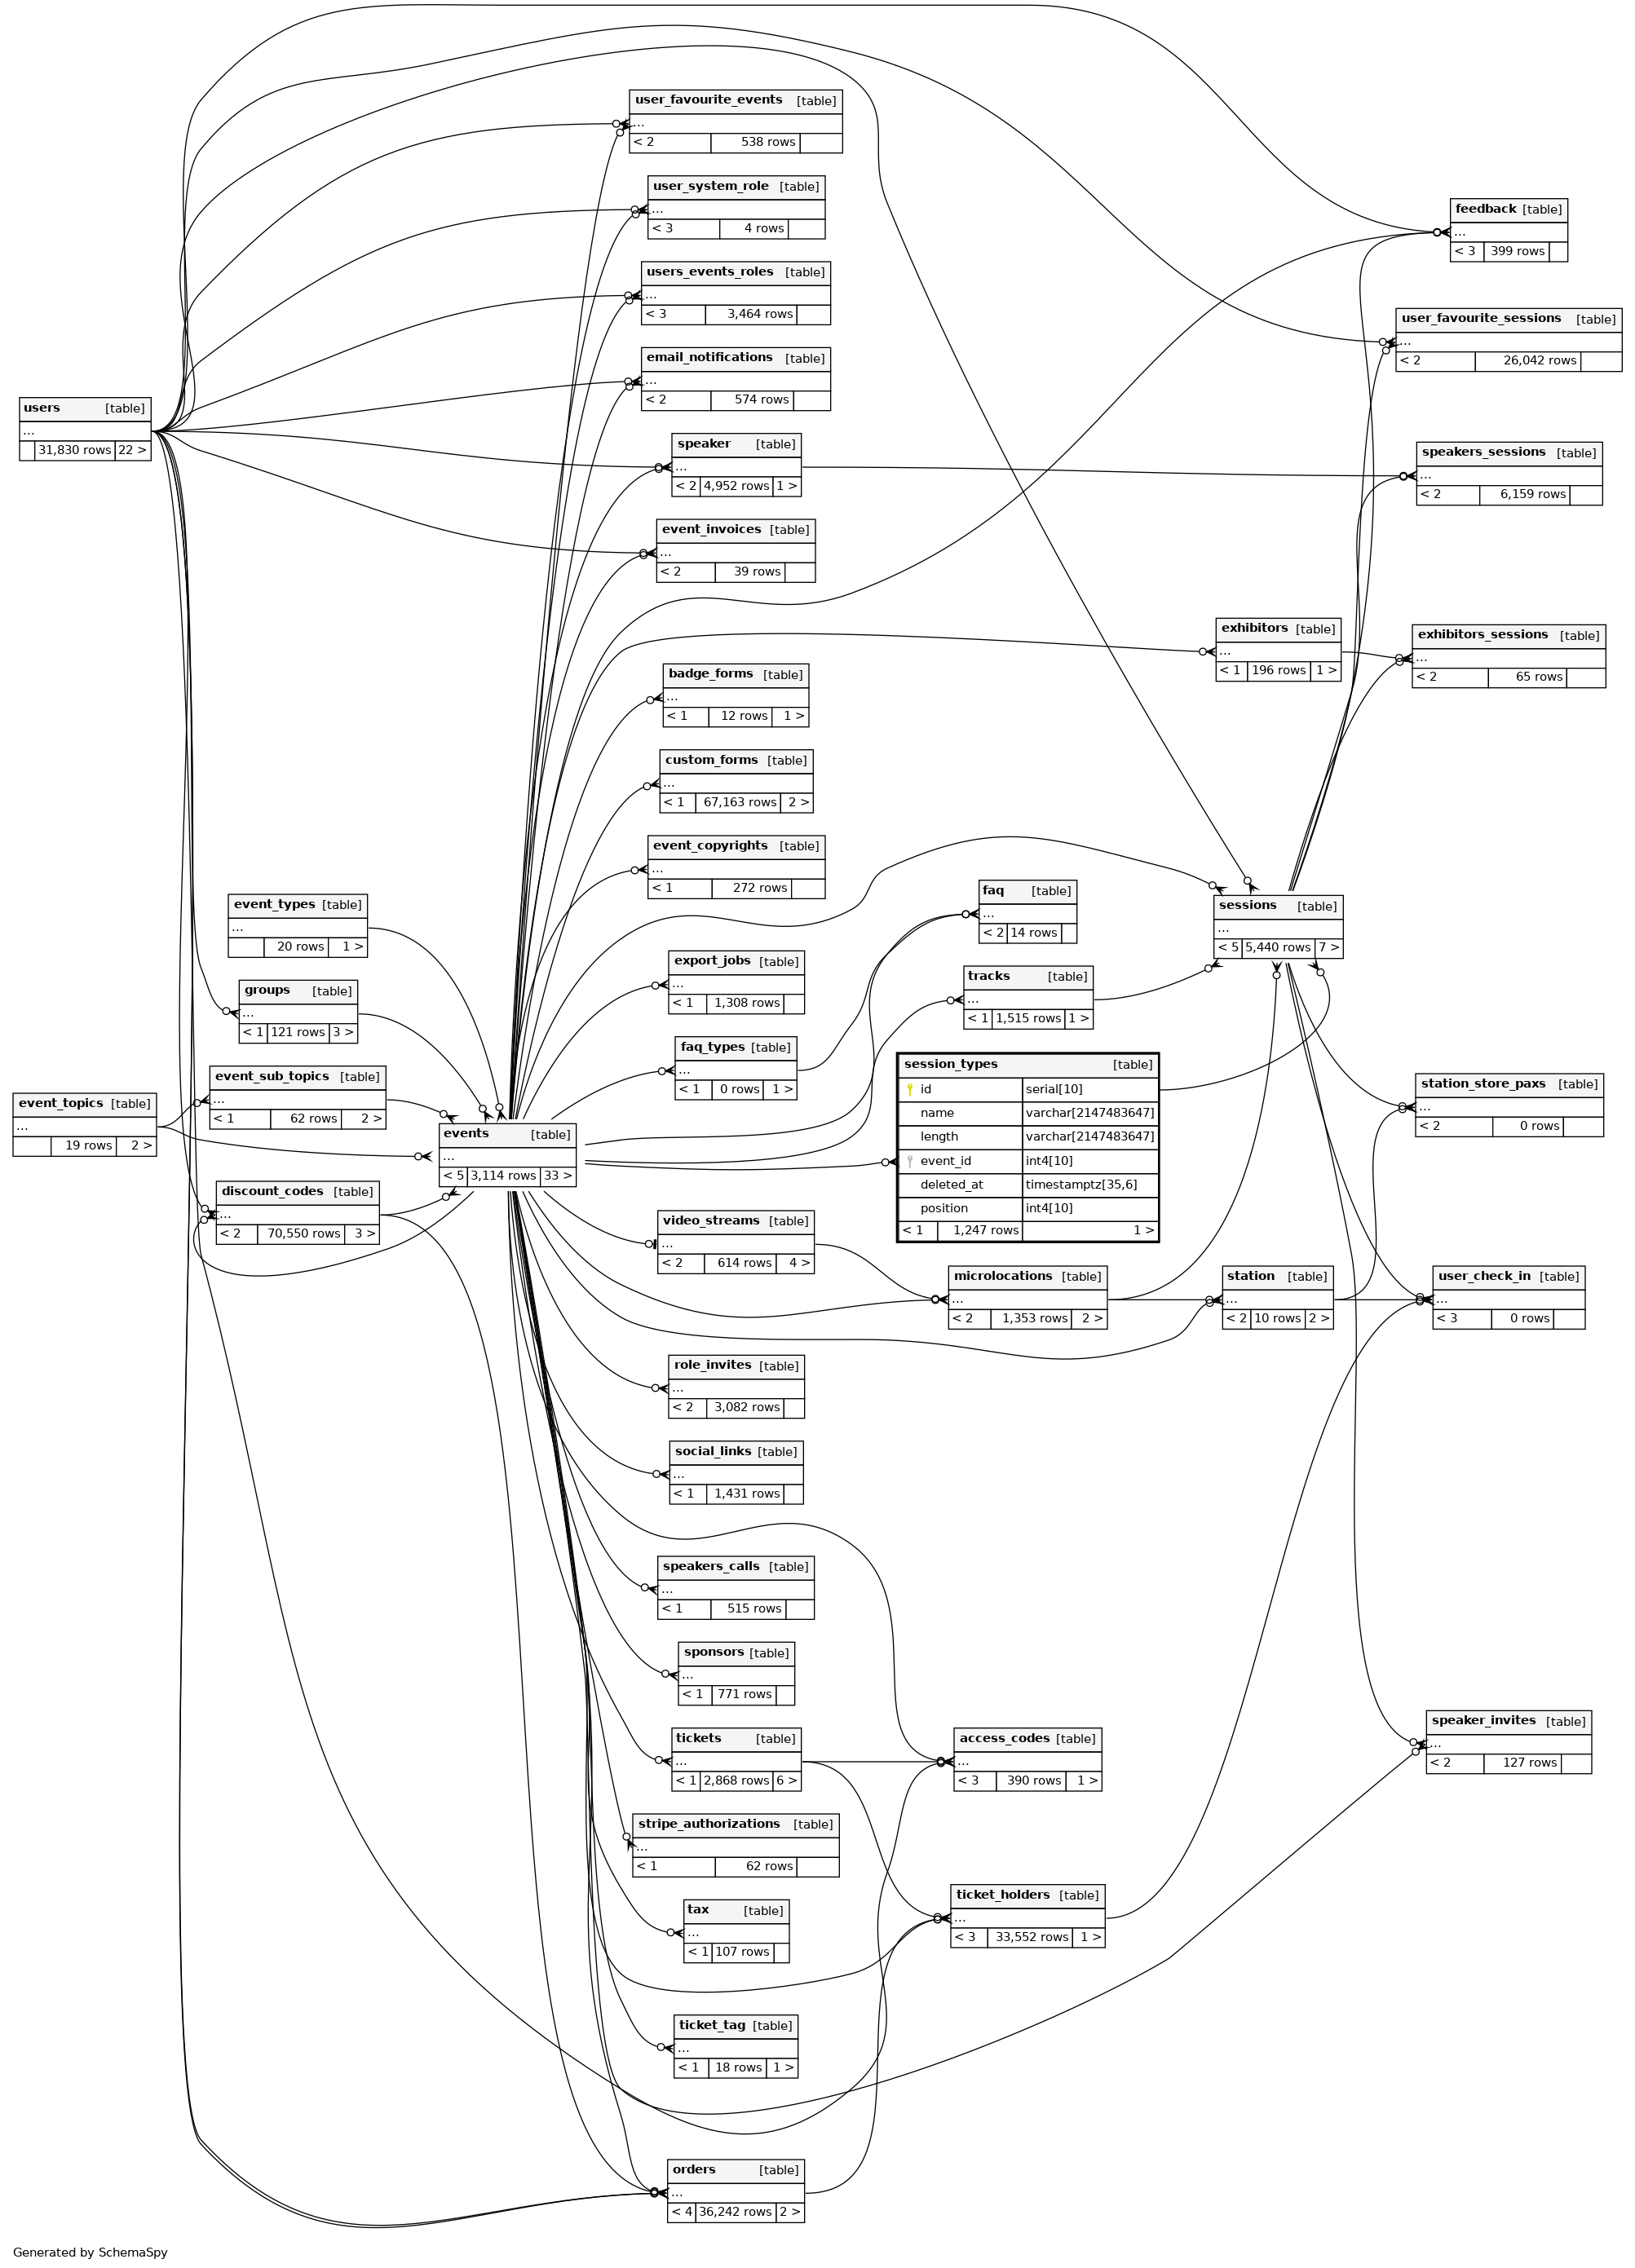 user_favourite_events [table]
...
< 2 538 rows
user_system_role [table]
...
< 3 4 rows
feedback [table]
...
< 3 399 rows
users_events_roles [table]
...
< 3 3,464 rows
user_favourite_sessions [table]
...
< 2 26,042 rows
email_notifications [table]
...
< 2 574 rows
users [table]
...
31,830 rows 22 >
speaker [table]
...
< 2 4,952 rows 1 >
speakers_sessions [table]
...
< 2 6,159 rows
event_invoices [table]
...
< 2 39 rows
exhibitors [table]
...
< 1 196 rows 1 >
exhibitors_sessions [table]
...
< 2 65 rows
badge_forms [table]
...
< 1 12 rows 1 >
custom_forms [table]
...
< 1 67,163 rows 2 >
event_copyrights [table]
...
< 1 272 rows
event_types [table]
...
20 rows 1 >
faq [table]
...
< 2 14 rows
sessions [table]
...
< 5 5,440 rows 7 >
export_jobs [table]
...
< 1 1,308 rows
groups [table]
...
< 1 121 rows 3 >
tracks [table]
...
< 1 1,515 rows 1 >
faq_types [table]
...
< 1 0 rows 1 >
session_types [table]
id serial[10]
name varchar[2147483647]
length varchar[2147483647]
event_id int4[10]
deleted_at timestamptz[35,6]
position int4[10]
< 1 1,247 rows 1 >
event_sub_topics [table]
...
< 1 62 rows 2 >
event_topics [table]
...
19 rows 2 >
station_store_paxs [table]
...
< 2 0 rows
events [table]
...
< 5 3,114 rows 33 >
discount_codes [table]
...
< 2 70,550 rows 3 >
video_streams [table]
...
< 2 614 rows 4 >
microlocations [table]
...
< 2 1,353 rows 2 >
station [table]
...
< 2 10 rows 2 >
user_check_in [table]
...
< 3 0 rows
role_invites [table]
...
< 2 3,082 rows
social_links [table]
...
< 1 1,431 rows
speakers_calls [table]
...
< 1 515 rows
sponsors [table]
...
< 1 771 rows
speaker_invites [table]
...
< 2 127 rows
tickets [table]
...
< 1 2,868 rows 6 >
access_codes [table]
...
< 3 390 rows 1 >
stripe_authorizations [table]
...
< 1 62 rows
ticket_holders [table]
...
< 3 33,552 rows 1 >
tax [table]
...
< 1 107 rows
ticket_tag [table]
...
< 1 18 rows 1 >
orders [table]
...
< 4 36,242 rows 2 >
Generated by SchemaSpy